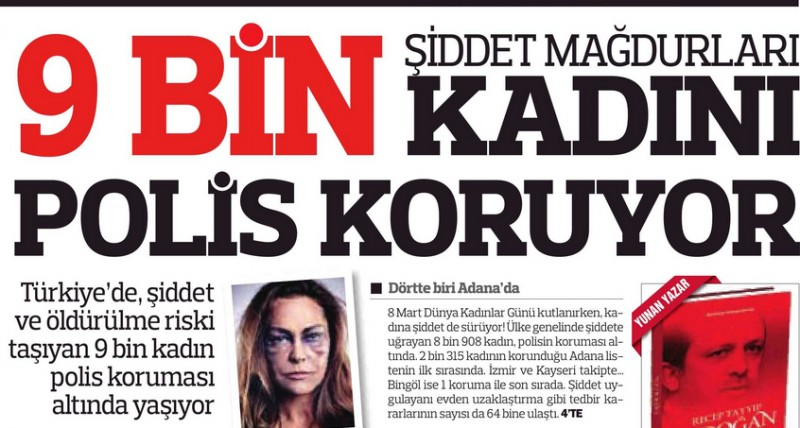 ŞİDDET MAĞDURLARI
9 BİN KADINI
POLİS KORUYOR
Türkiye’de, şiddet
ve öldürülme riski
taşıyan 9 bin kadın
polis koruması
altında yaşıyor
■ Dörtte biri Adana’da
8 Mart Dünya Kadınlar Günü kutlanırken, ka-
dına şiddet de sürüyor! Ülke genelinde şiddete
uğrayan 8 bin 908 kadın, polisin koruması al-
tında. 2 bin 315 kadının korunduğu Adana lis-
tenin ilk sırasında. İzmir ve Kayseri takipte...
Bingöl ise 1 koruma ile son sırada. Şiddet uy-
gulayanı evden uzaklaştırma gibi tedbir ka-
rarlarının sayısı da 64 bine ulaştı. 4’TE
YUNAN YAZAR
RECEP TAYYIP